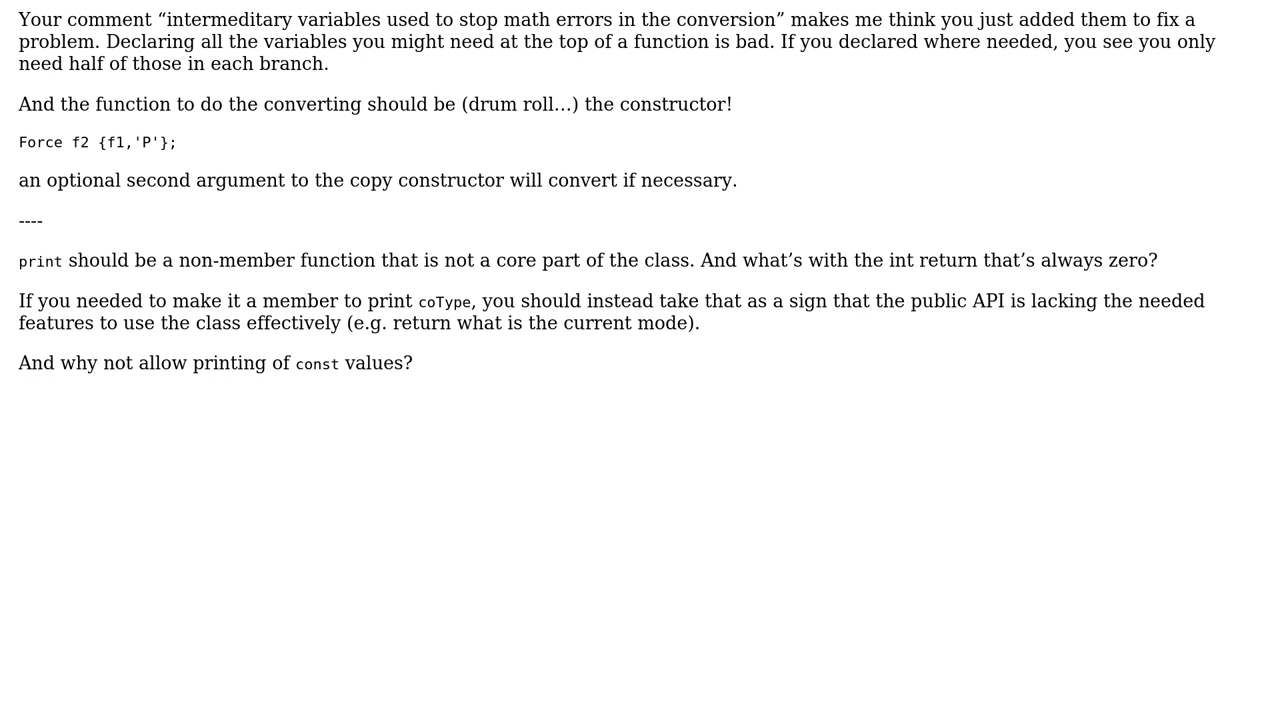 Your comment “intermeditary variables used to stop math errors in the conversion” makes me think you just added them to fix a
problem. Declaring all the variables you might need at the top of a function is bad. If you declared where needed, you see you only
need half of those in each branch.
And the function to do the converting should be (drum roll…) the constructor!
Force f2 {f1,'P'};
an optional second argument to the copy constructor will convert if necessary.
----
print should be a non-member function that is not a core part of the class. And what’s with the int return that’s always zero?
If you needed to make it a member to print coType, you should instead take that as a sign that the public API is lacking the needed
features to use the class effectively (e.g. return what is the current mode).
And why not allow printing of const values?